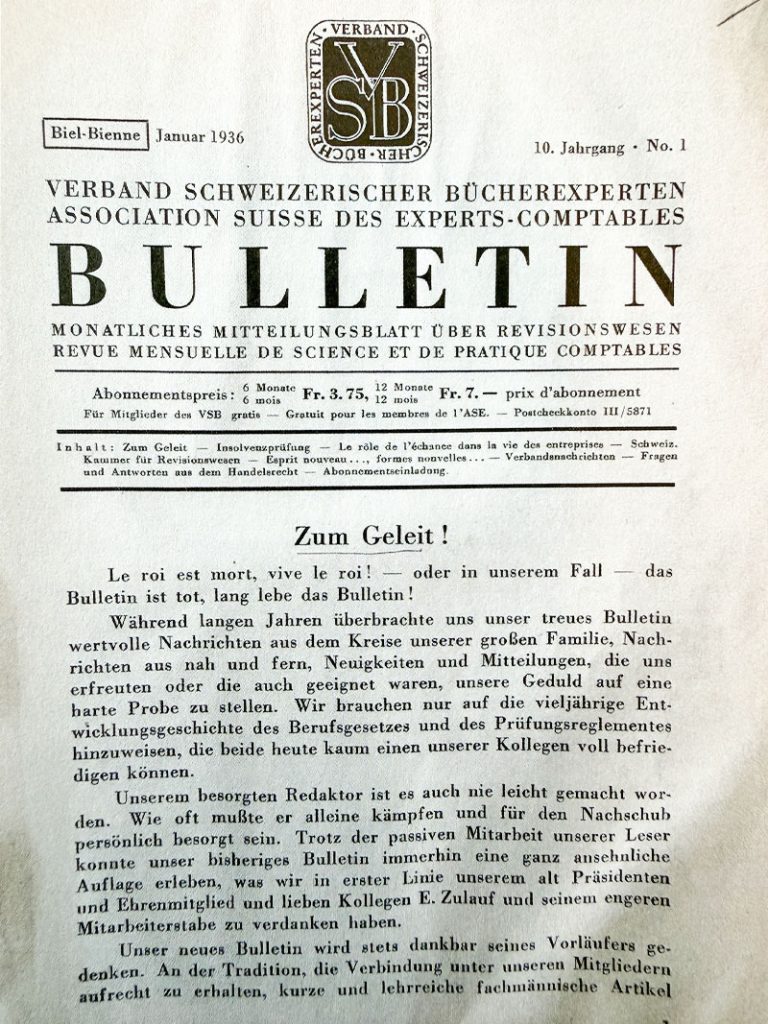 VERBAND · SCHWEIZERISCHER · BÜCHEREXPERTEN ·
VSB
Biel-Bienne Januar 1936
10. Jahrgang · No. 1
VERBAND SCHWEIZERISCHER BÜCHEREXPERTEN
ASSOCIATION SUISSE DES EXPERTS-COMPTABLES
BULLETIN
MONATLICHES MITTEILUNGSBLATT ÜBER REVISIONSWESEN
REVUE MENSUELLE DE SCIENCE ET DE PRATIQUE COMPTABLES
Abonnementspreis: 6 Monate 6 mois Fr. 3.75, 12 Monate 12 mois Fr. 7.— prix d'abonnement
Für Mitglieder des VSB gratis — Gratuit pour les membres de l'ASE. — Postcheckkonto III/5871
Inhalt: Zum Geleit — Insolvenzprüfung — Le rôle de l'échance dans la vie des entreprises — Schweiz.
Kammer für Revisionswesen — Esprit nouveau..., formes nouvelles... — Verbandsnachrichten — Fragen
und Antworten aus dem Handelsrecht — Abonnementseinladung.
Zum Geleit!
Le roi est mort, vive le roi! — oder in unserem Fall — das
Bulletin ist tot, lang lebe das Bulletin!
Während langen Jahren überbrachte uns unser treues Bulletin
wertvolle Nachrichten aus dem Kreise unserer großen Familie, Nach-
richten aus nah und fern, Neuigkeiten und Mitteilungen, die uns
erfreuten oder die auch geeignet waren, unsere Geduld auf eine
harte Probe zu stellen. Wir brauchen nur auf die vieljährige Ent-
wicklungsgeschichte des Berufsgesetzes und des Prüfungsreglementes
hinzuweisen, die beide heute kaum einen unserer Kollegen voll befrie-
digen können.
Unserem besorgten Redaktor ist es auch nie leicht gemacht wor-
den. Wie oft mußte er alleine kämpfen und für den Nachschub
persönlich besorgt sein. Trotz der passiven Mitarbeit unserer Leser
konnte unser bisheriges Bulletin immerhin eine ganz ansehnliche
Auflage erleben, was wir in erster Linie unserem alt Präsidenten
und Ehrenmitglied und lieben Kollegen E. Zulauf und seinem engeren
Mitarbeiterstabe zu verdanken haben.
Unser neues Bulletin wird stets dankbar seines Vorläufers ge-
denken. An der Tradition, die Verbindung unter unseren Mitgliedern
aufrecht zu erhalten, kurze und lehrreiche fachmännische Artikel